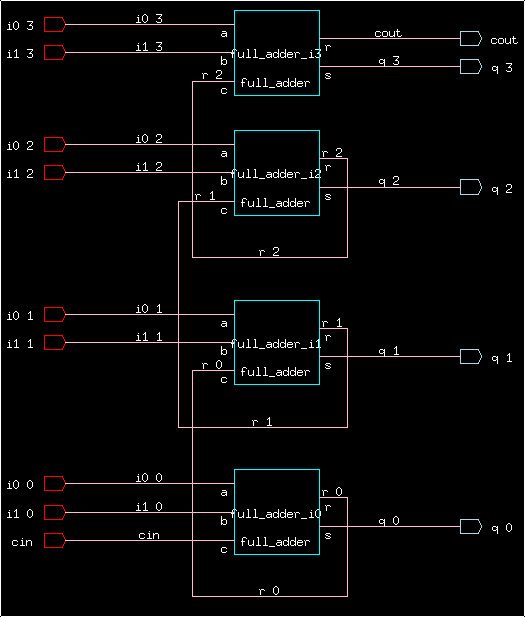 i0 3 i0 3 a cout cout
i1 3 i1 3 b full_adder_i3 r q 3 q 3
r 2 c full_adder s
i0 2 i0 2 a r 2
i1 2 i1 2 b full_adder_i2 r q 2 q 2
r 1 c full_adder s
r 2
i0 1 i0 1 a r 1
i1 1 i1 1 b full_adder_i1 r q 1 q 1
r 0 c full_adder s
r 1
i0 0 i0 0 a r 0
i1 0 i1 0 b full_adder_i0 r q 0 q 0
cin cin c full_adder s
r 0